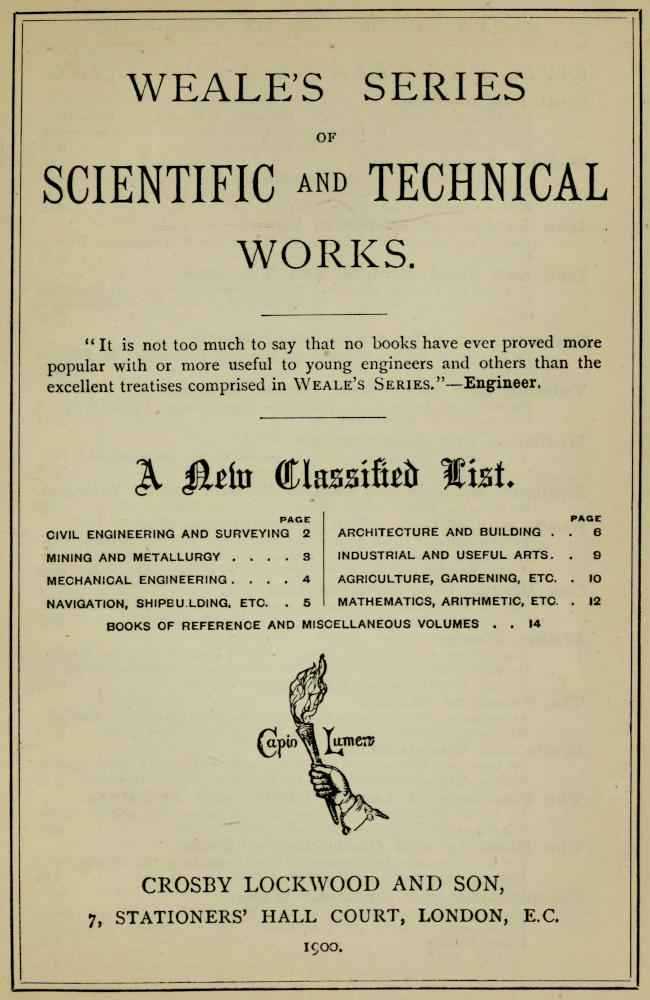 WEALE'S SERIES
OF
SCIENTIFIC AND TECHNICAL
WORKS.
"It is not too much to say that no books have ever proved more
popular with or more useful to young engineers and others than the
excellent treatises comprised in WEALE'S SERIES."—Engineer.
A New Classified List.
PAGE
CIVIL ENGINEERING AND SURVEYING 2
MINING AND METALLURGY . . . . 3
MECHANICAL ENGINEERING . . . . 4
NAVIGATION, SHIPBU.LDING, ETC. . 5
PAGE
ARCHITECTURE AND BUILDING . . 6
INDUSTRIAL AND USEFUL ARTS. . 9
AGRICULTURE, GARDENING, ETC. . 10
MATHEMATICS, ARITHMETIC, ETC. . 12
BOOKS OF REFERENCE AND MISCELLANEOUS VOLUMES . . 14
Capio Lumen
CROSBY LOCKWOOD AND SON,
7, STATIONERS' HALL COURT, LONDON, E.C.
1900.